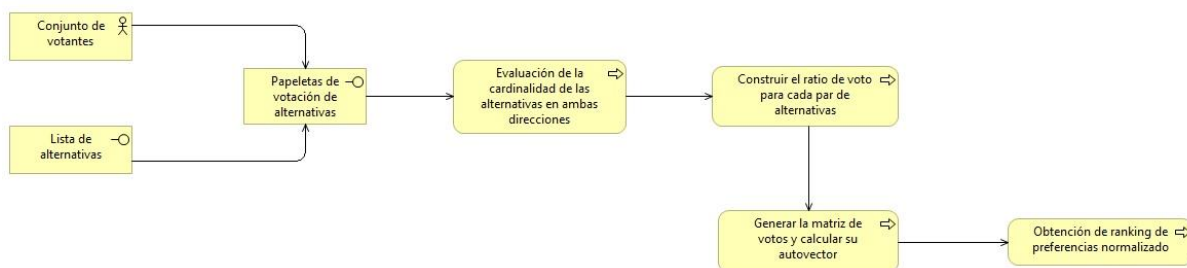 Conjunto de
votantes
Lista de
alternativas
Papeletas de
votación de
alternativas
Evaluación de la
cardinalidad de las
alternativas en ambas
direcciones
Construir el ratio de voto
para cada par de
alternativas
Generar la matriz de
votos y calcular su
autovector
Obtención de ranking de
preferencias normalizado